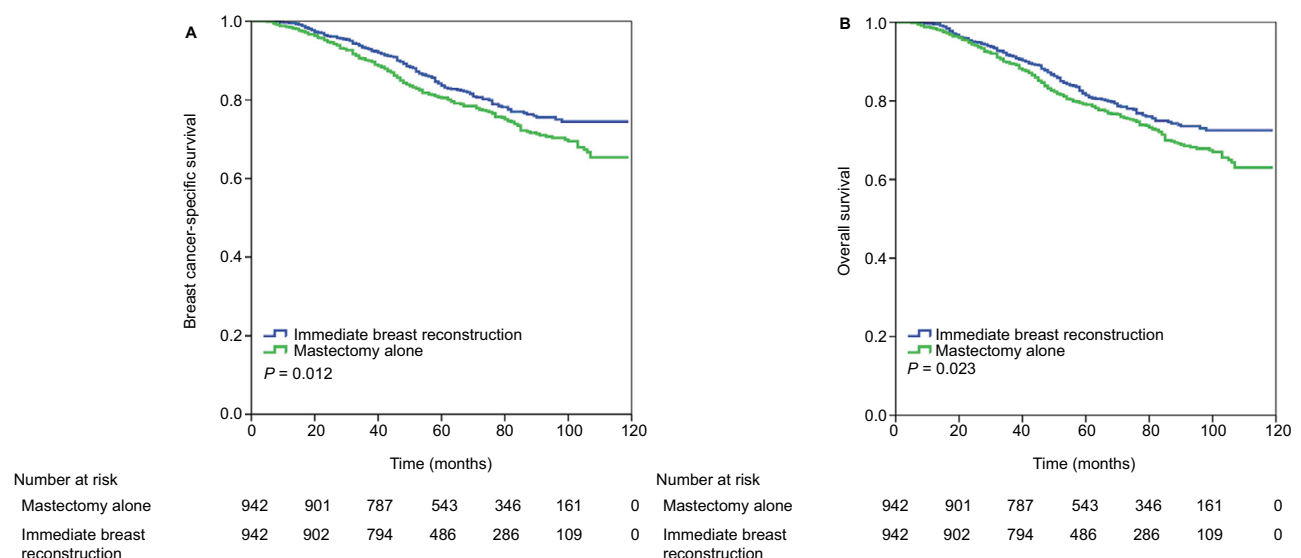 A
1.0
0.8
0.6
0.4
0.2
0.0
Breast cancer-specific survival
Immediate breast reconstruction
Mastectomy alone
P = 0.012
0 20 40 60 80 100 120
Time (months)
Number at risk
Mastectomy alone 942 901 787 543 346 161 0
Immediate breast 942 902 794 486 286 109 0
reconstruction
B
1.0
0.8
0.6
0.4
0.2
0.0
Overall survival
Immediate breast reconstruction
Mastectomy alone
P = 0.023
0 20 40 60 80 100 120
Time (months)
Number at risk
Mastectomy alone 942 901 787 543 346 161 0
Immediate breast 942 902 794 486 286 109 0
reconstruction